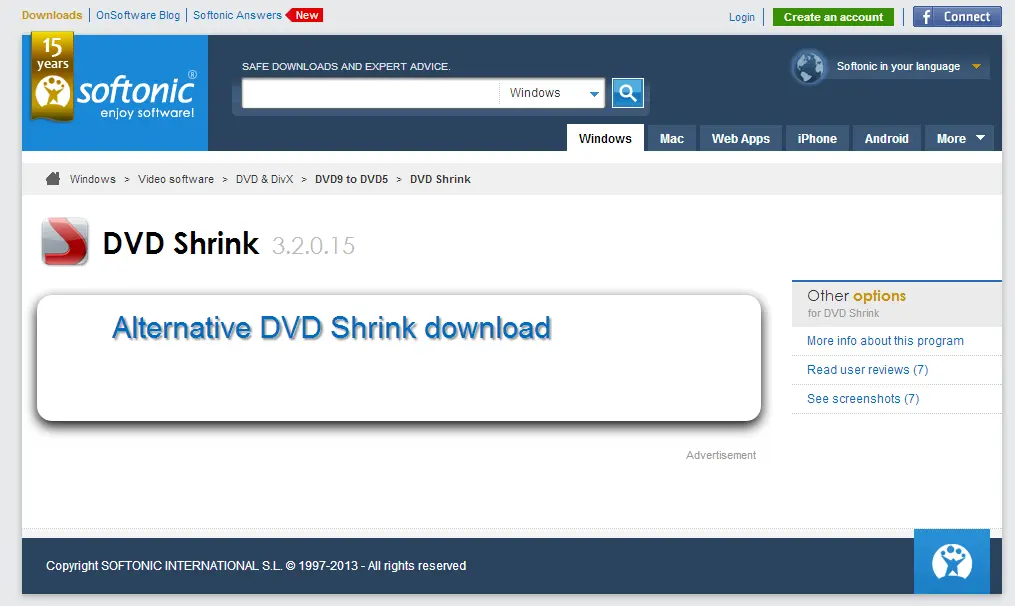 Downloads OnSoftware Blog Softonic Answers New
Login Create an account Connect
15
years
softonic®
enjoy software!
SAFE DOWNLOADS AND EXPERT ADVICE.
Windows
Softonic in your language
Windows Mac Web Apps iPhone Android More
Windows > Video software > DVD & DivX > DVD9 to DVD5 > DVD Shrink
DVD Shrink 3.2.0.15
Alternative DVD Shrink download
Advertisement
Other options
for DVD Shrink
More info about this program
Read user reviews (7)
See screenshots (7)
Copyright SOFTONIC INTERNATIONAL S.L. © 1997-2013 - All rights reserved